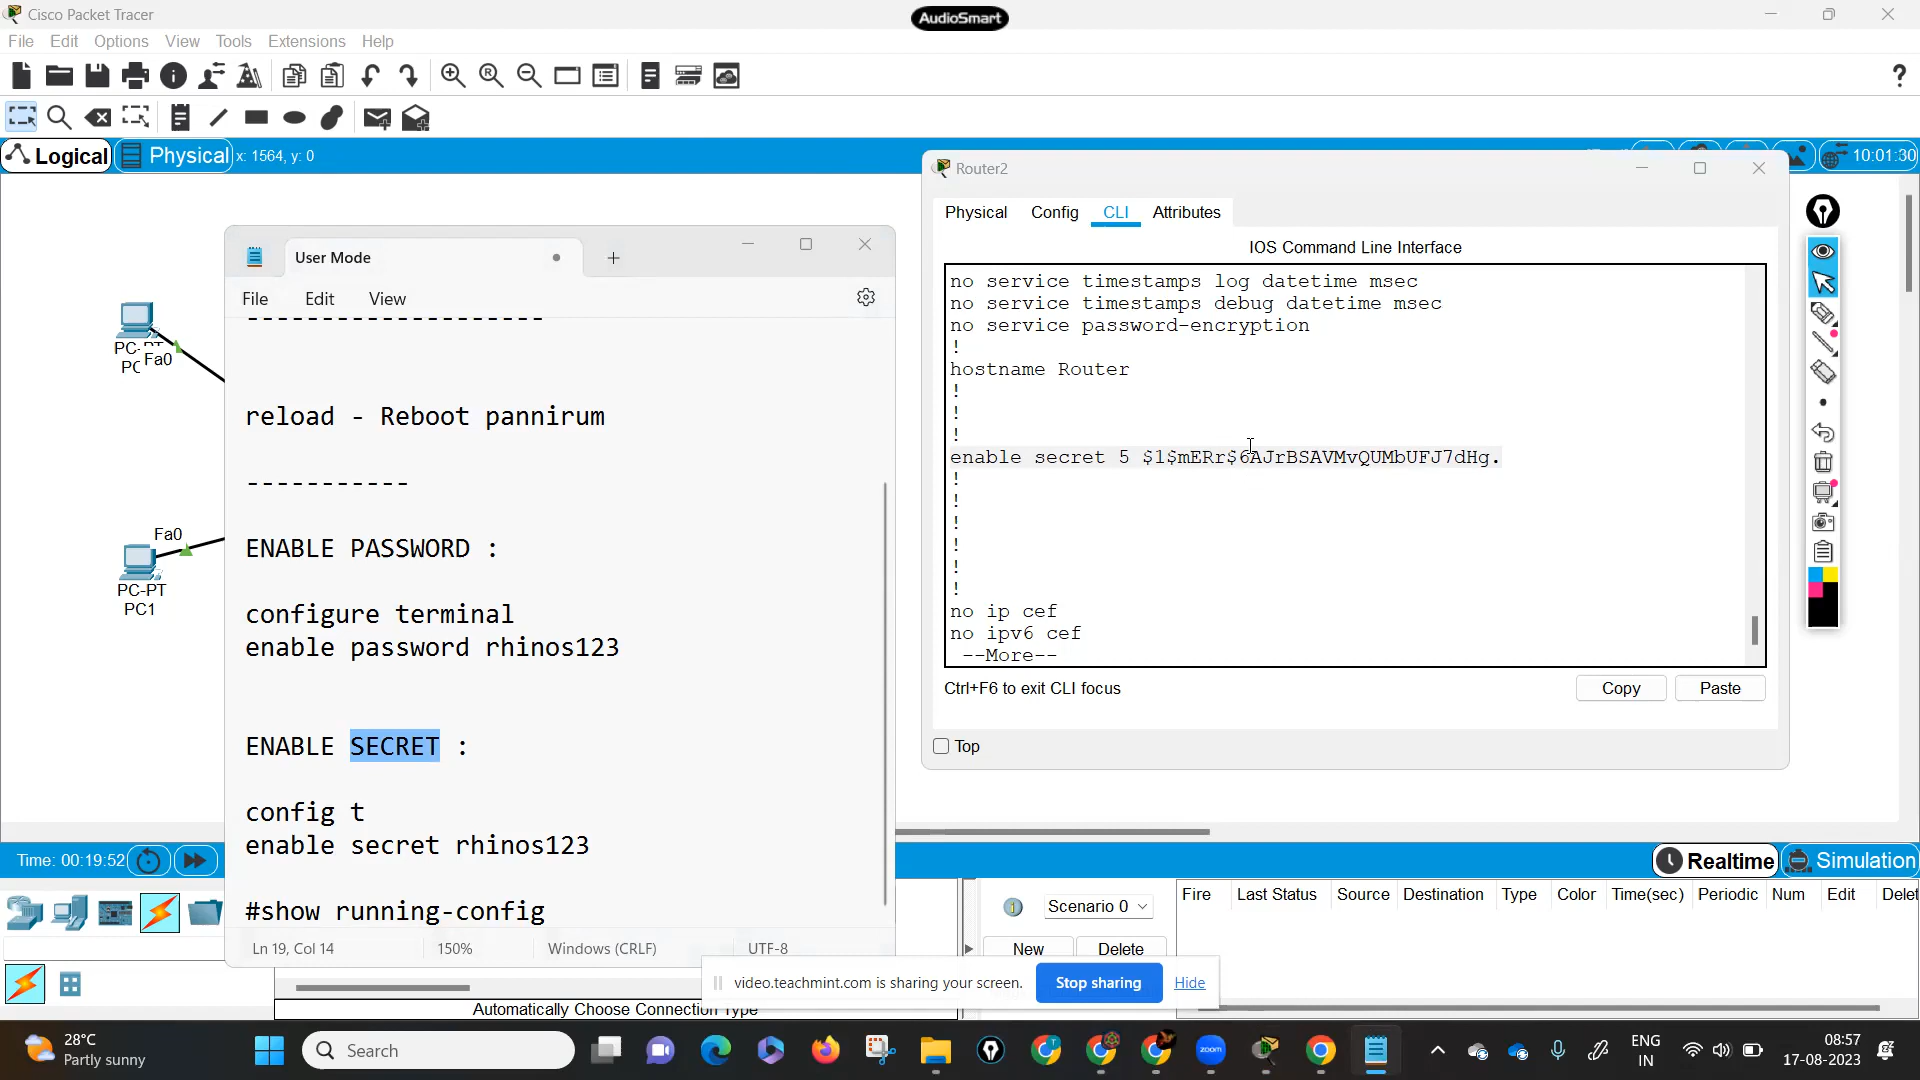 Cisco Packet Tracer
AudioSmart
File Edit Options View Tools Extensions Help
Logical
Physical
x: 1564, y: 0
10:01:30
PC-PT
PC
Fa0
Fa0
PC-PT
PC1
User Mode
File Edit View
--------------------
reload - Reboot pannirum
-----------
ENABLE PASSWORD :
configure terminal
enable password rhinos123
ENABLE SECRET :
config t
enable secret rhinos123
#show running-config
Ln 19, Col 14
150%
Windows (CRLF)
UTF-8
Router2
Physical Config CLI Attributes
IOS Command Line Interface
no service timestamps log datetime msec
no service timestamps debug datetime msec
no service password-encryption
!
hostname Router
!
!
!
enable secret 5 $1$mERr$6AJrBSAVMvQUMbUFJ7dHg.
!
!
!
!
!
!
no ip cef
no ipv6 cef
--More--
Ctrl+F6 to exit CLI focus
Copy
Paste
Top
Time: 00:19:52
Realtime
Simulation
Scenario 0
Fire Last Status Source Destination Type Color Time(sec) Periodic Num Edit Delet
New
Delete
video.teachmint.com is sharing your screen.
Stop sharing
Hide
Automatically Choose Connection Type
28°C
Partly sunny
Search
zoom
ENG
IN
08:57
17-08-2023